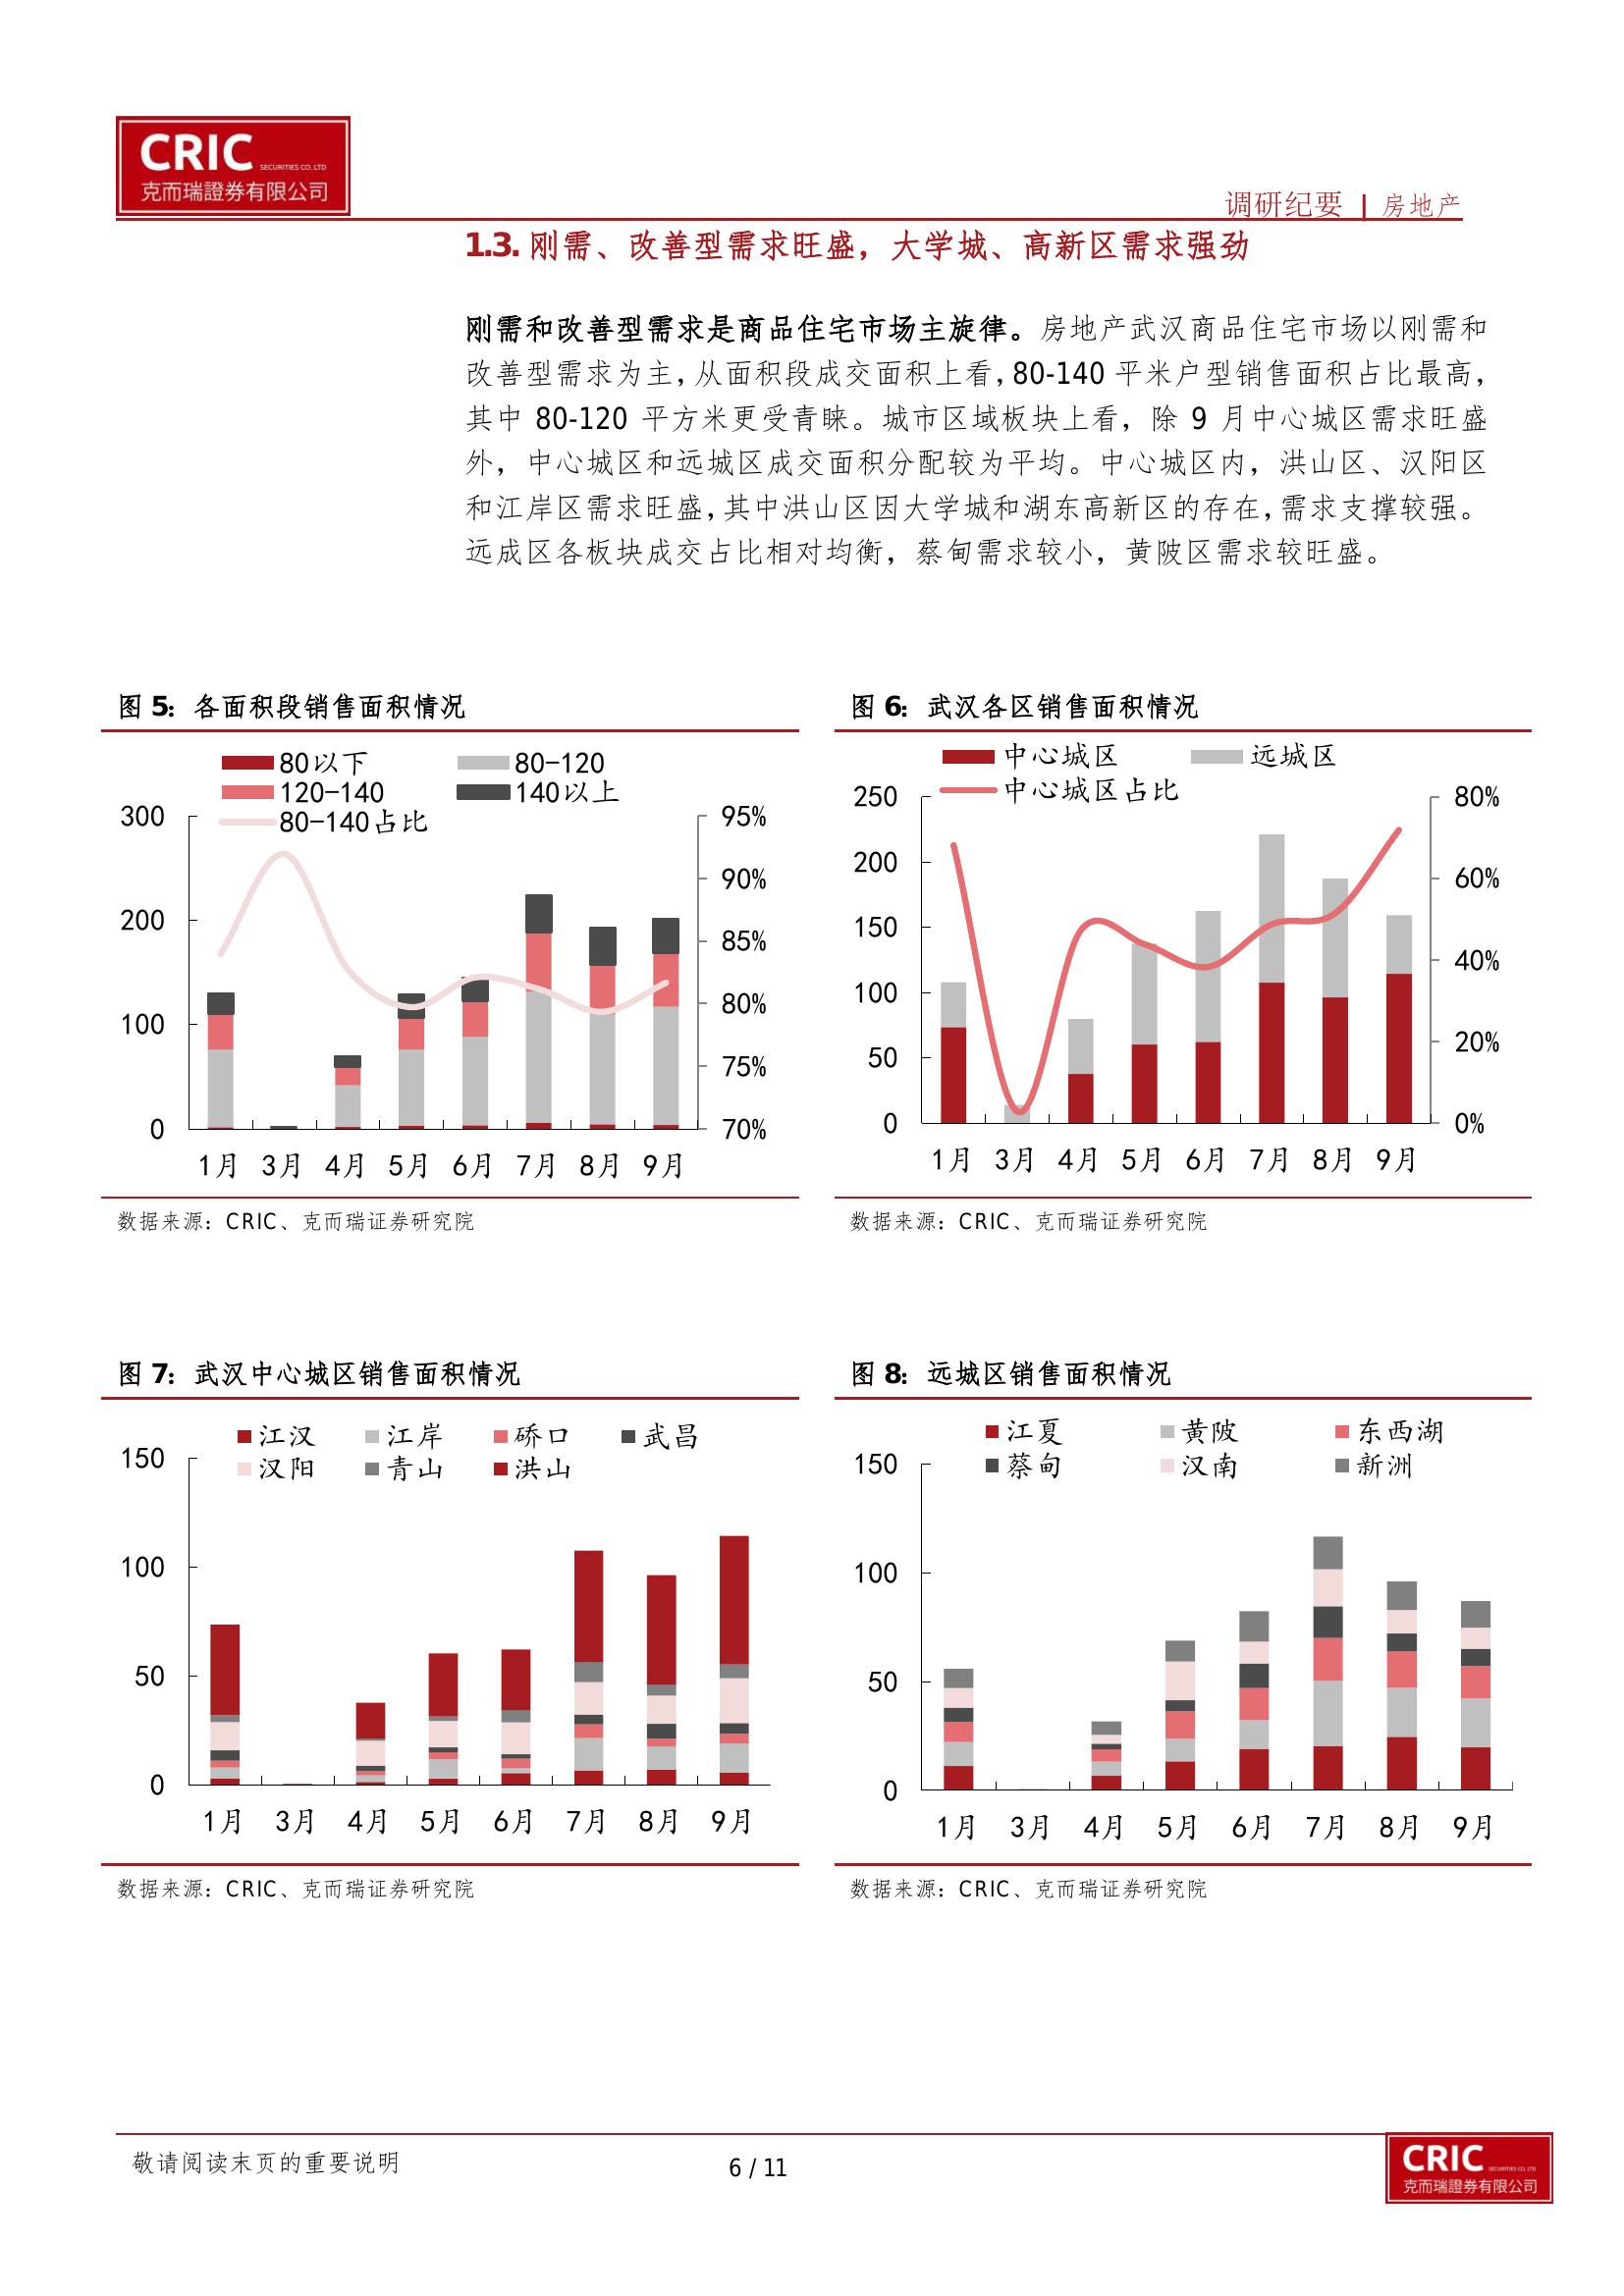 CRIC SECURITIES CO. LTD
克而瑞證券有限公司
调研纪要 | 房地产
1.3. 刚需、改善型需求旺盛，大学城、高新区需求强劲
刚需和改善型需求是商品住宅市场主旋律。房地产武汉商品住宅市场以刚需和
改善型需求为主，从面积段成交面积上看，80-140 平米户型销售面积占比最高，
其中 80-120 平方米更受青睐。城市区域板块上看，除 9 月中心城区需求旺盛
外，中心城区和远城区成交面积分配较为平均。中心城区内，洪山区、汉阳区
和江岸区需求旺盛，其中洪山区因大学城和湖东高新区的存在，需求支撑较强。
远成区各板块成交占比相对均衡，蔡甸需求较小，黄陂区需求较旺盛。
图 5：各面积段销售面积情况
80以下 80-120
120-140 140以上
80-140占比
300
200
100
0
95%
90%
85%
80%
75%
70%
1月 3月 4月 5月 6月 7月 8月 9月
数据来源：CRIC、克而瑞证券研究院
图 6：武汉各区销售面积情况
中心城区 远城区
中心城区占比
250
200
150
100
50
0
80%
60%
40%
20%
0%
1月 3月 4月 5月 6月 7月 8月 9月
数据来源：CRIC、克而瑞证券研究院
图 7：武汉中心城区销售面积情况
江汉 江岸 硚口 武昌
汉阳 青山 洪山
150
100
50
0
1月 3月 4月 5月 6月 7月 8月 9月
数据来源：CRIC、克而瑞证券研究院
图 8：远城区销售面积情况
江夏 黄陂 东西湖
蔡甸 汉南 新洲
150
100
50
0
1月 3月 4月 5月 6月 7月 8月 9月
数据来源：CRIC、克而瑞证券研究院
敬请阅读末页的重要说明
6 / 11
CRIC SECURITIES CO. LTD
克而瑞證券有限公司